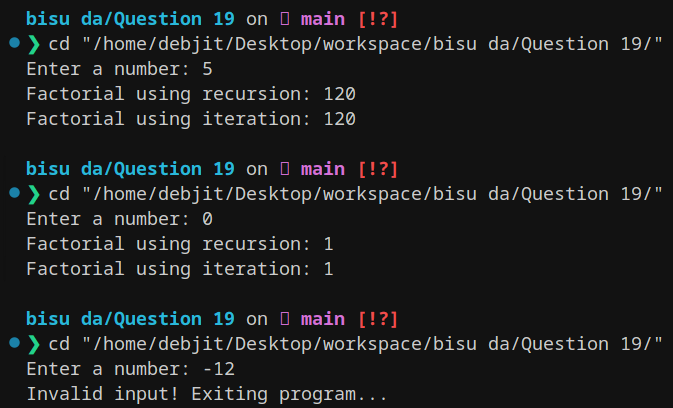 bisu da/Question 19 on  main [!?]
❯ cd "/home/debjit/Desktop/workspace/bisu da/Question 19/"
Enter a number: 5
Factorial using recursion: 120
Factorial using iteration: 120
bisu da/Question 19 on  main [!?]
❯ cd "/home/debjit/Desktop/workspace/bisu da/Question 19/"
Enter a number: 0
Factorial using recursion: 1
Factorial using iteration: 1
bisu da/Question 19 on  main [!?]
❯ cd "/home/debjit/Desktop/workspace/bisu da/Question 19/"
Enter a number: -12
Invalid input! Exiting program...